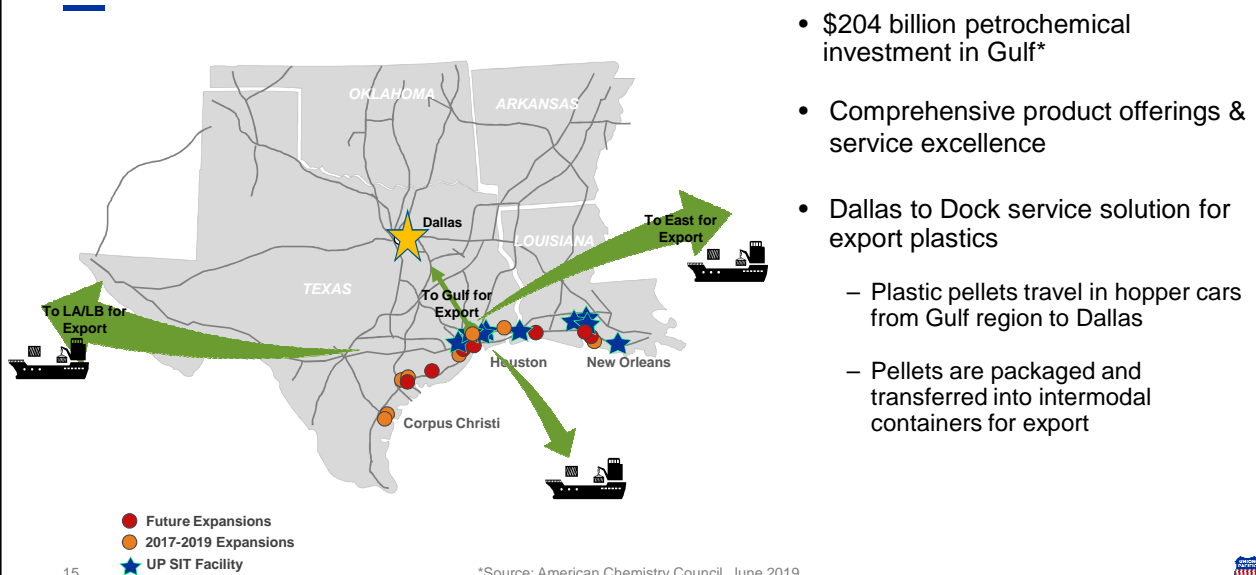 • $204 billion petrochemical
investment in Gulf*
• Comprehensive product offerings &
service excellence
• Dallas to Dock service solution for
export plastics
– Plastic pellets travel in hopper cars
from Gulf region to Dallas
– Pellets are packaged and
transferred into intermodal
containers for export
OKLAHOMA
ARKANSAS
Dallas
To East for
Export
LOUISIANA
TEXAS
To Gulf for
Export
To LA/LB for
Export
Houston
New Orleans
Corpus Christi
Future Expansions
2017-2019 Expansions
UP SIT Facility
15
*Source: American Chemistry Council, June 2019
UNION
PACIFIC